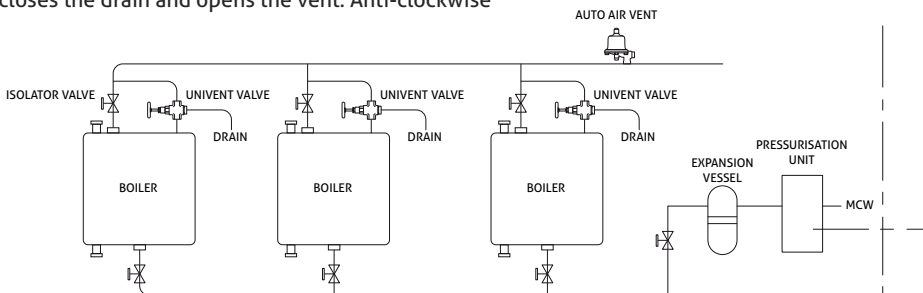 closes the drain and opens the vent. Anti-clockwise
AUTO AIR VENT
ISOLATOR VALVE
UNIVENT VALVE
UNIVENT VALVE
UNIVENT VALVE
DRAIN
DRAIN
DRAIN
PRESSURISATION
UNIT
EXPANSION
VESSEL
BOILER
BOILER
BOILER
MCW